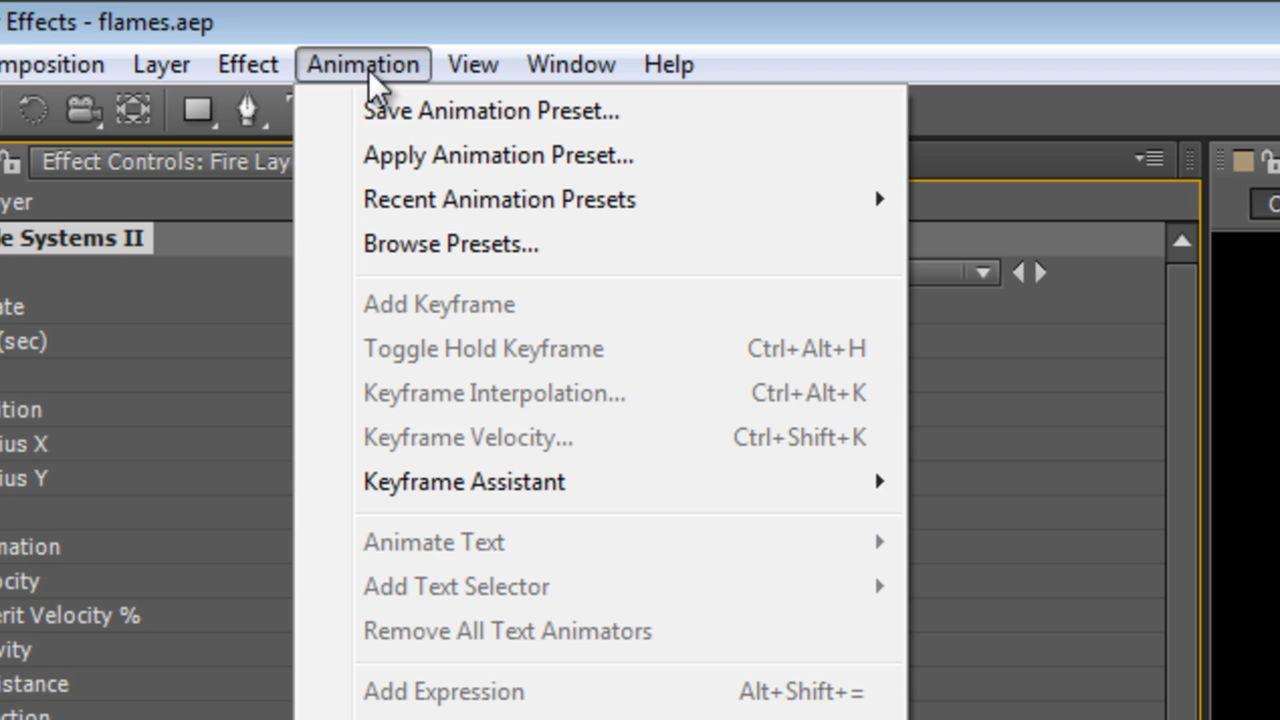 Effects - flames.aep
mposition Layer Effect Animation View Window Help
Save Animation Preset...
Effect Controls: Fire Lay
Apply Animation Preset...
yer
Recent Animation Presets
e Systems II
Browse Presets...
ate
Add Keyframe
(sec)
Toggle Hold Keyframe Ctrl+Alt+H
Keyframe Interpolation... Ctrl+Alt+K
ition
Keyframe Velocity... Ctrl+Shift+K
ius X
ius Y
Keyframe Assistant
Animate Text
mation
ocity
Add Text Selector
erit Velocity %
Remove All Text Animators
vity
istance
Add Expression Alt+Shift+=
ction